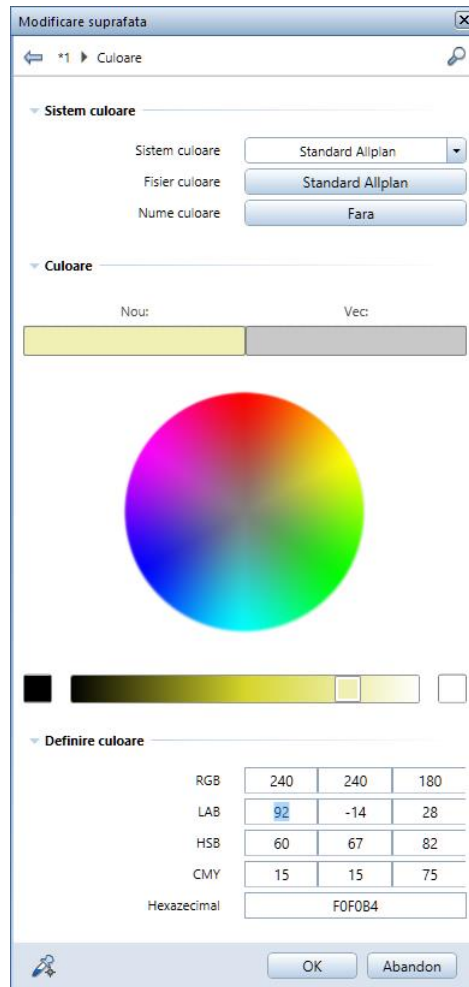 Modificare suprafata
*1 Culoare
Sistem culoare
Sistem culoare Standard Allplan
Fisier culoare Standard Allplan
Nume culoare Fara
Culoare
Nou: Vec:
Definire culoare
RGB 240 240 180
LAB 92 -14 28
HSB 60 67 82
CMY 15 15 75
Hexazecimal F0F0B4
OK Abandon